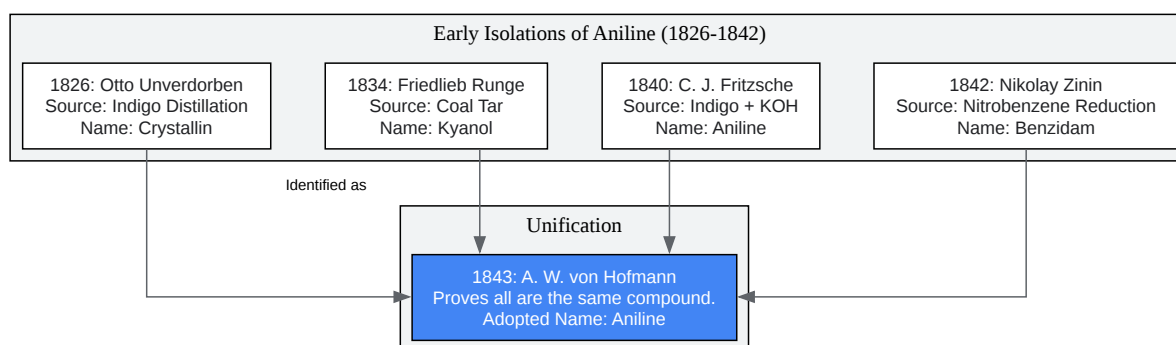 Early Isolations of Aniline (1826-1842)
1826: Otto Unverdorben
Source: Indigo Distillation
Name: Crystallin
1834: Friedlieb Runge
Source: Coal Tar
Name: Kyanol
1840: C. J. Fritzsche
Source: Indigo + KOH
Name: Aniline
1842: Nikolay Zinin
Source: Nitrobenzene Reduction
Name: Benzidam
Identified as
Unification
1843: A. W. von Hofmann
Proves all are the same compound.
Adopted Name: Aniline